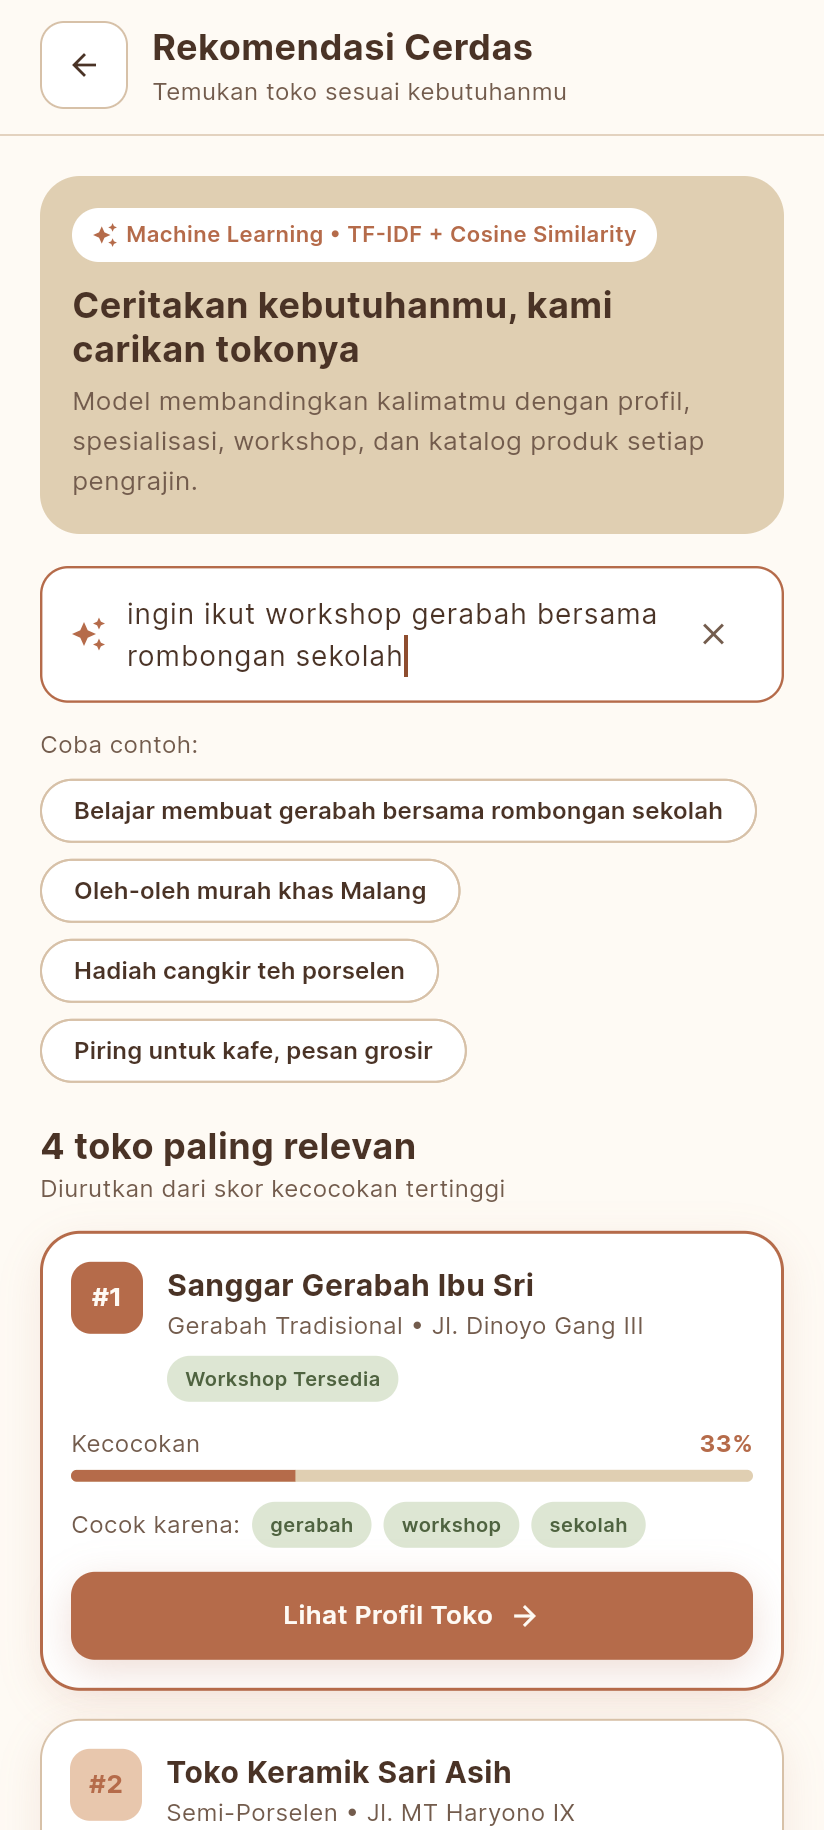 Rekomendasi Cerdas
Temukan toko sesuai kebutuhanmu
Machine Learning • TF-IDF + Cosine Similarity
Ceritakan kebutuhanmu, kami
carikan tokonya
Model membandingkan kalimatmu dengan profil,
spesialisasi, workshop, dan katalog produk setiap
pengrajin.
ingin ikut workshop gerabah bersama
rombongan sekolah
Coba contoh:
Belajar membuat gerabah bersama rombongan sekolah
Oleh-oleh murah khas Malang
Hadiah cangkir teh porselen
Piring untuk kafe, pesan grosir
4 toko paling relevan
Diurutkan dari skor kecocokan tertinggi
#1
Sanggar Gerabah Ibu Sri
Gerabah Tradisional • Jl. Dinoyo Gang III
Workshop Tersedia
Kecocokan 33%
Cocok karena: gerabah workshop sekolah
Lihat Profil Toko
#2
Toko Keramik Sari Asih
Semi-Porselen • Jl. MT Haryono IX